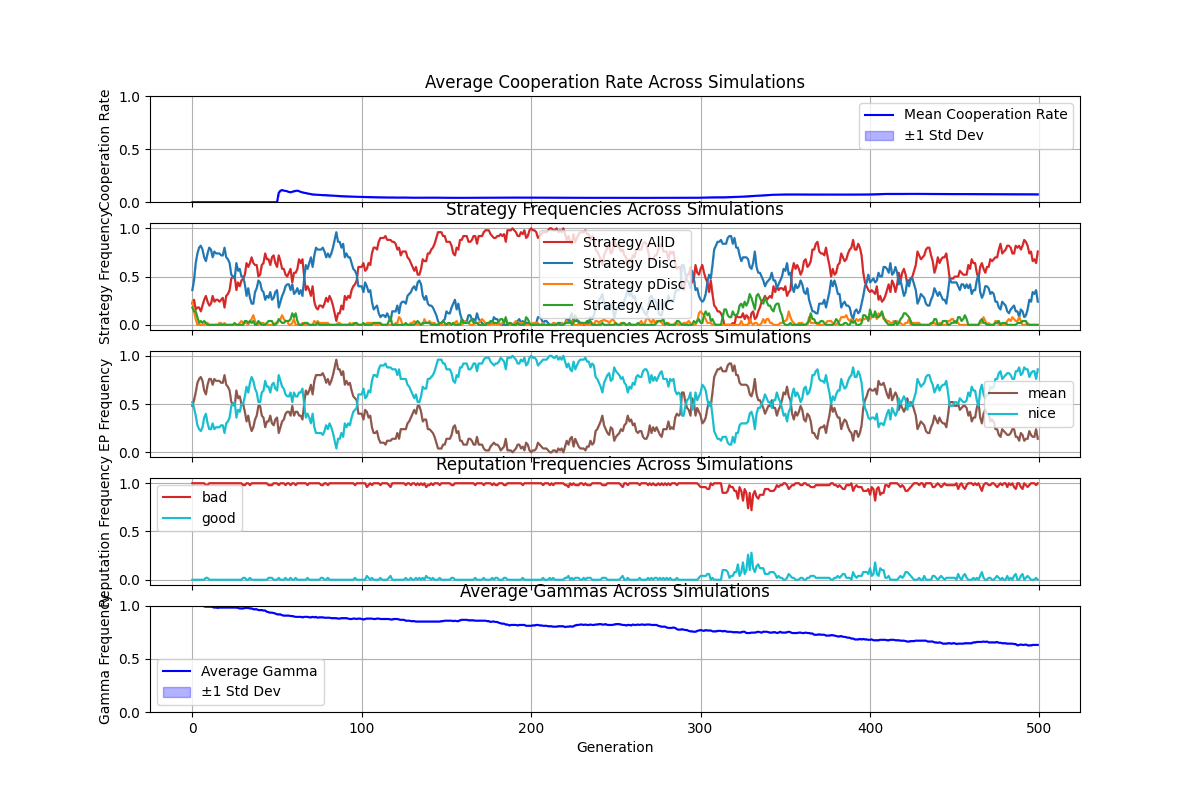 Average Cooperation Rate Across Simulations
Cooperation Rate
1.0
0.5
0.0
Mean Cooperation Rate
±1 Std Dev
Strategy Frequencies Across Simulations
Strategy Frequency
1.0
0.5
0.0
Strategy AllD
Strategy Disc
Strategy pDisc
Strategy AllC
Emotion Profile Frequencies Across Simulations
EP Frequency
1.0
0.5
0.0
mean
nice
Reputation Frequencies Across Simulations
Reputation Frequency
1.0
0.5
0.0
bad
good
Average Gammas Across Simulations
Gamma Frequency
1.0
0.5
0.0
Average Gamma
±1 Std Dev
0 100 200 300 400 500
Generation